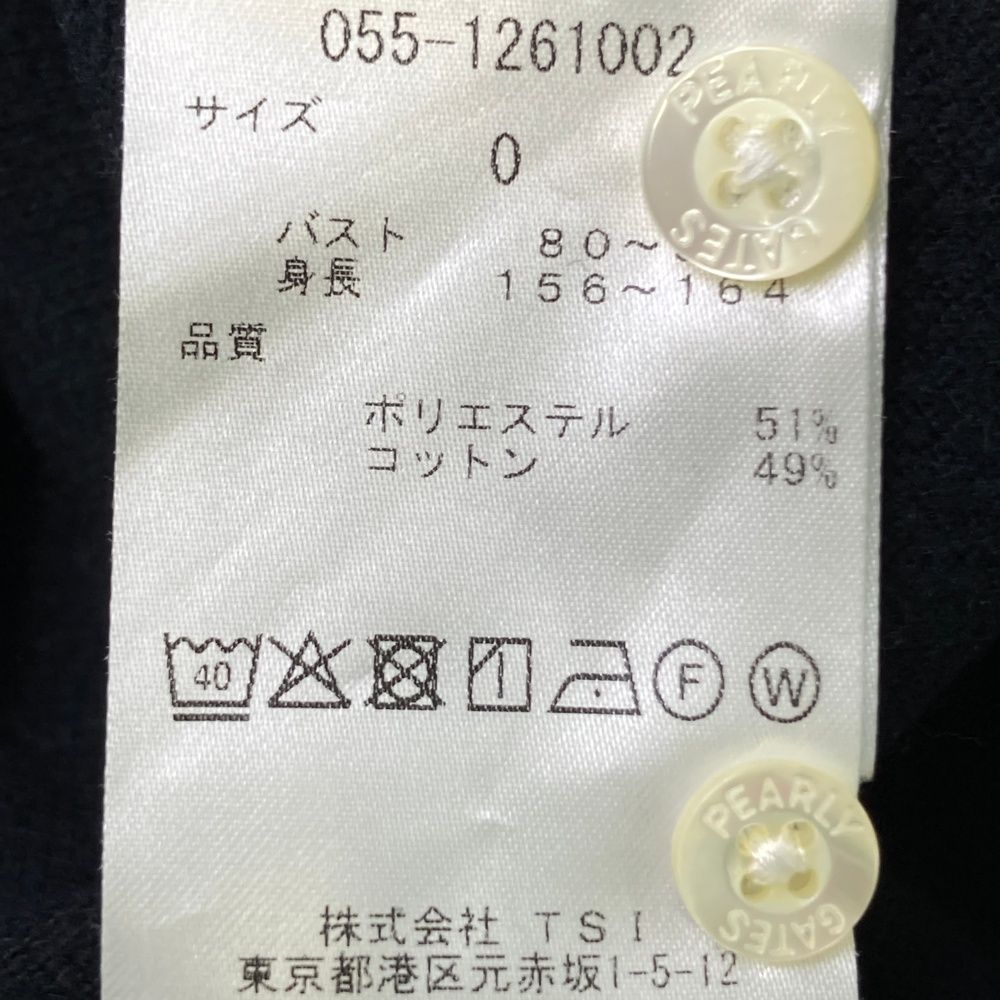 055-1261002
サイズ
0
バスト 80～
身長 156～164
品質
ポリエステル 51%
コットン 49%
40
F
W
株式会社 TSI
東京都港区元赤坂1-5-12
PEARLY GATES
PEARLY GATES